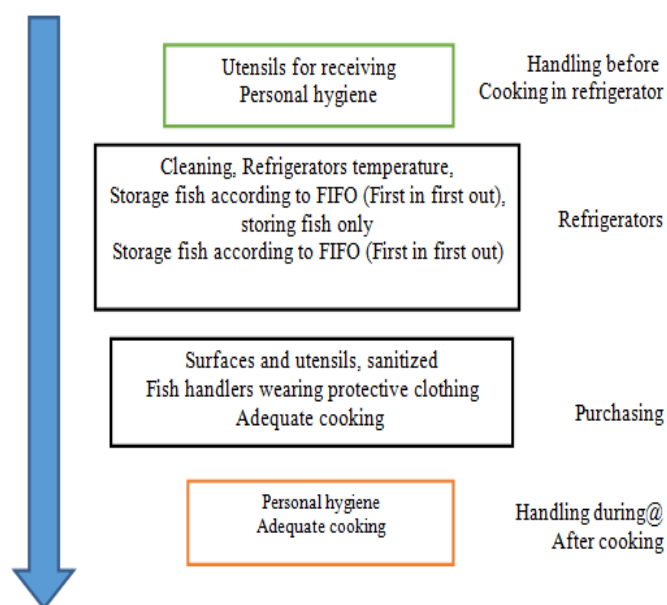 Utensils for receiving
Personal hygiene
Handling before
Cooking in refrigerator
Cleaning, Refrigerators temperature,
Storage fish according to FIFO (First in first out),
storing fish only
Storage fish according to FIFO (First in first out)
Refrigerators
Surfaces and utensils, sanitized
Fish handlers wearing protective clothing
Adequate cooking
Purchasing
Personal hygiene
Adequate cooking
Handling during@
After cooking